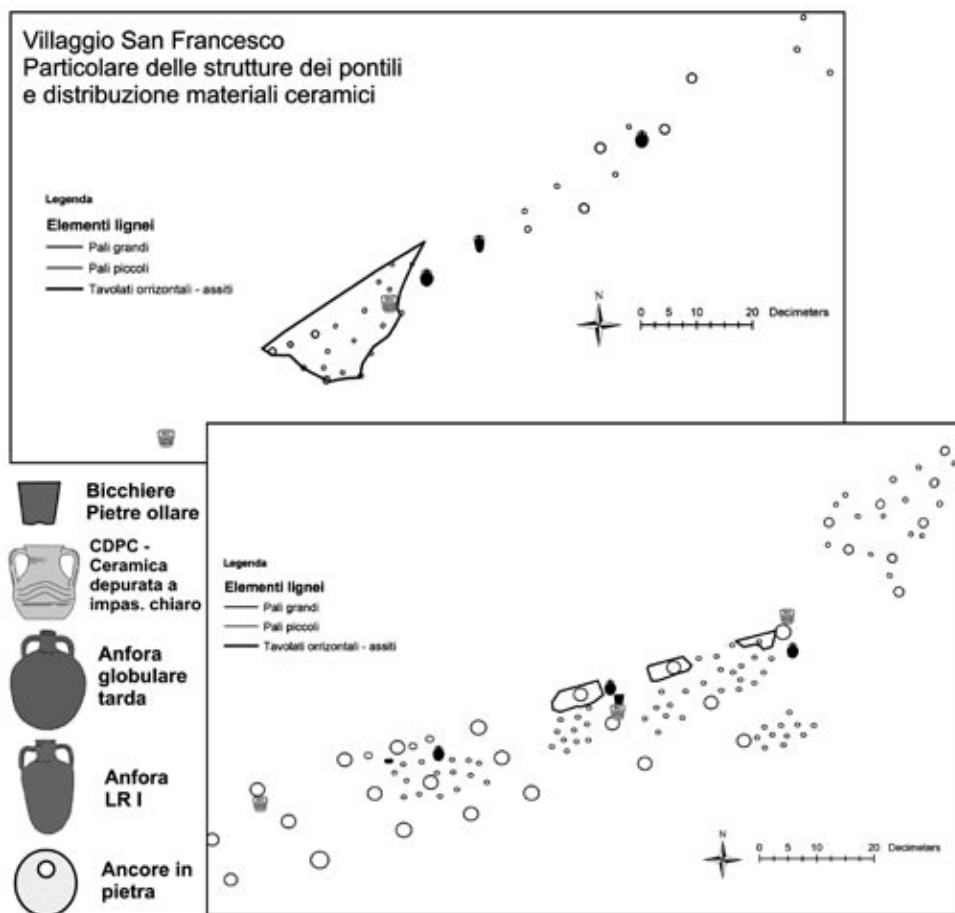 Villaggio San Francesco
Particolare delle strutture dei pontili
e distribuzione materiali ceramici
Legenda
Elementi lignei
Pali grandi
Pali piccoli
Tavolati orrizontali - assiti
N
0 5 10 20 Decimeters
Bicchiere
Pietre ollare
CDPC -
Ceramica
depurata a
impas. chiaro
Anfora
globulare
tarda
Anfora
LR I
Ancore in
pietra
Legenda
Elementi lignei
Pali grandi
Pali piccoli
Tavolati orrizontali - assiti
N
0 5 10 20 Decimeters